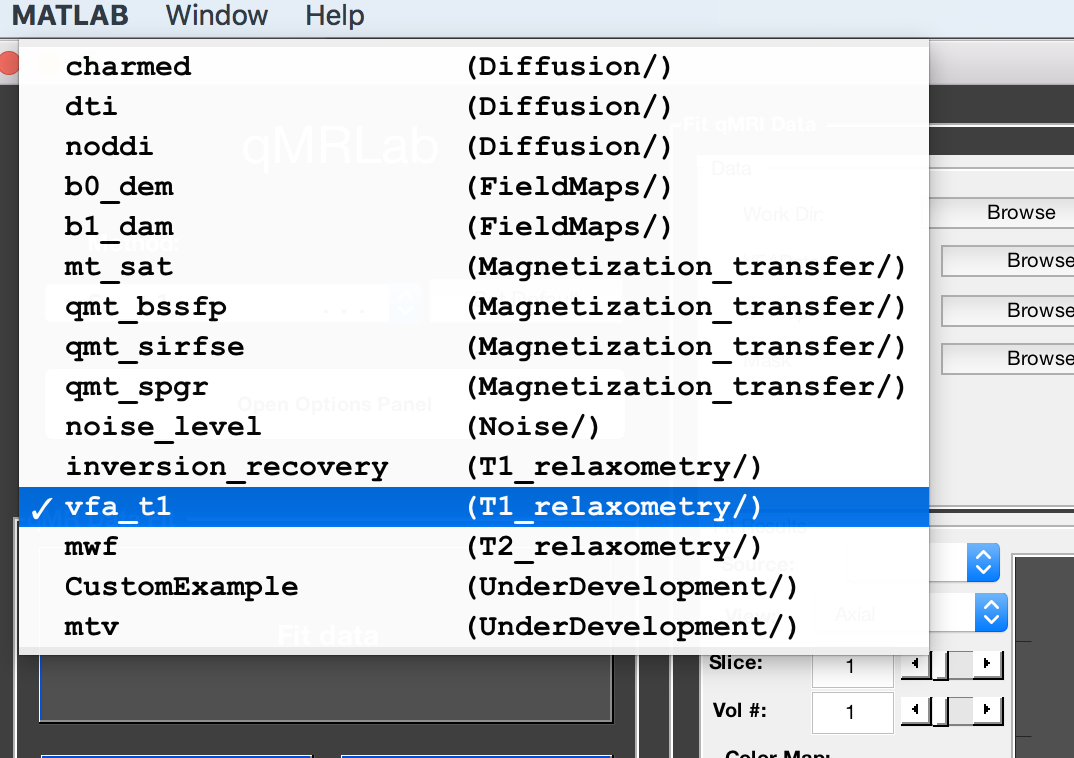 MATLAB Window Help
charmed (Diffusion/)
dti (Diffusion/)
noddi (Diffusion/)
b0_dem (FieldMaps/)
b1_dam (FieldMaps/)
mt_sat (Magnetization_transfer/)
qmt_bssfp (Magnetization_transfer/)
qmt_sirfse (Magnetization_transfer/)
qmt_spgr (Magnetization_transfer/)
noise_level (Noise/)
inversion_recovery (T1_relaxometry/)
✓ vfa_t1 (T1_relaxometry/)
mwf (T2_relaxometry/)
CustomExample (UnderDevelopment/)
mtv (UnderDevelopment/)
qMRLab
Method:
...
Open Options Panel
Fit data
Fit qMRI Data
Data
Work Dir:
Browse
Browse
Browse
Mask
Browse
Source:
View:
Axial
Slice:
1
Vol #:
1
Color Map: